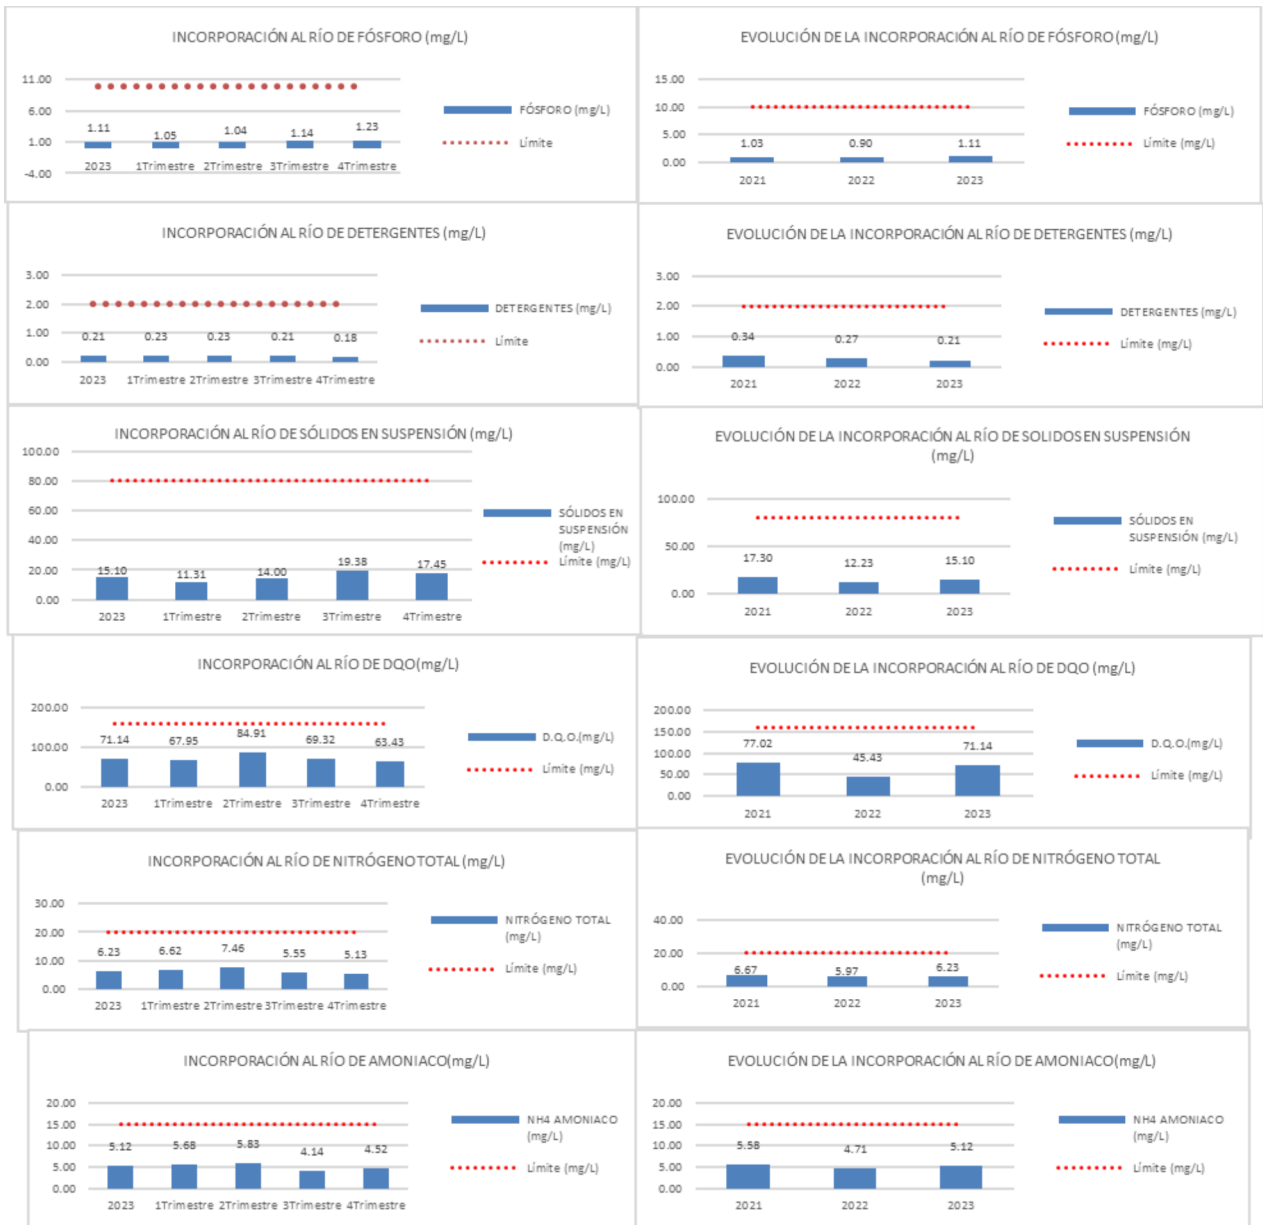 INCORPORACIÓN AL RÍO DE FÓSFORO (mg/L)
11.00
6.00
1.00
-4.00
1.11
1.05
1.04
1.14
1.23
2023 1Trimestre 2Trimestre 3Trimestre 4Trimestre
FÓSFORO (mg/L)
Límite
EVOLUCIÓN DE LA INCORPORACIÓN AL RÍO DE FÓSFORO (mg/L)
15.00
10.00
5.00
0.00
1.03
0.90
1.11
2021 2022 2023
FÓSFORO (mg/L)
Límite (mg/L)
INCORPORACIÓN AL RÍO DE DETERGENTES (mg/L)
3.00
2.00
1.00
0.00
0.21
0.23
0.23
0.21
0.18
2023 1Trimestre 2Trimestre 3Trimestre 4Trimestre
DETERGENTES (mg/L)
Límite
EVOLUCIÓN DE LA INCORPORACIÓN AL RÍO DE DETERGENTES (mg/L)
3.00
2.00
1.00
0.00
0.34
0.27
0.21
2021 2022 2023
DETERGENTES (mg/L)
Límite (mg/L)
INCORPORACIÓN AL RÍO DE SÓLIDOS EN SUSPENSIÓN (mg/L)
100.00
80.00
60.00
40.00
20.00
0.00
15.10
11.31
14.00
19.38
17.45
2023 1Trimestre 2Trimestre 3Trimestre 4Trimestre
SÓLIDOS EN
SUSPENSIÓN
(mg/L)
Límite (mg/L)
EVOLUCIÓN DE LA INCORPORACIÓN AL RÍO DE SOLIDOS EN SUSPENSIÓN
(mg/L)
100.00
50.00
0.00
17.30
12.23
15.10
2021 2022 2023
SÓLIDOS EN
SUSPENSIÓN (mg/L)
Límite (mg/L)
INCORPORACIÓN AL RÍO DE DQO(mg/L)
200.00
100.00
0.00
71.14
67.95
84.91
69.32
63.43
2023 1Trimestre 2Trimestre 3Trimestre 4Trimestre
D.Q.O.(mg/L)
Límite (mg/L)
EVOLUCIÓN DE LA INCORPORACIÓN AL RÍO DE DQO (mg/L)
200.00
150.00
100.00
50.00
0.00
77.02
45.43
71.14
2021 2022 2023
D.Q.O.(mg/L)
Límite (mg/L)
INCORPORACIÓN AL RÍO DE NITRÓGENO TOTAL (mg/L)
30.00
20.00
10.00
0.00
6.23
6.62
7.46
5.55
5.13
2023 1Trimestre 2Trimestre 3Trimestre 4Trimestre
NITRÓGENO TOTAL
(mg/L)
Límite (mg/L)
EVOLUCIÓN DE LA INCORPORACIÓN AL RÍO DE NITRÓGENO TOTAL
(mg/L)
40.00
20.00
0.00
6.67
5.97
6.23
2021 2022 2023
NITRÓGENO TOTAL
(mg/L)
Límite (mg/L)
INCORPORACIÓN AL RÍO DE AMONIACO(mg/L)
20.00
15.00
10.00
5.00
0.00
5.12
5.68
5.83
4.14
4.52
2023 1Trimestre 2Trimestre 3Trimestre 4Trimestre
NH4 AMONIACO
(mg/L)
Límite (mg/L)
EVOLUCIÓN DE LA INCORPORACIÓN AL RÍO DE AMONIACO(mg/L)
20.00
15.00
10.00
5.00
0.00
5.58
4.71
5.12
2021 2022 2023
NH4 AMONIACO
(mg/L)
Límite (mg/L)